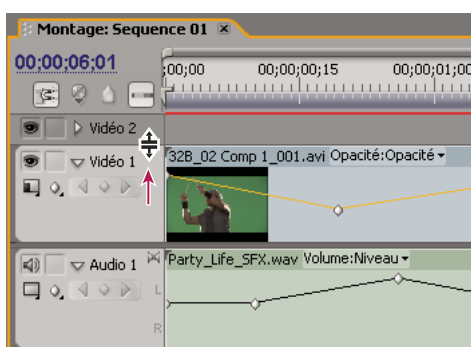 Montage: Sequence 01
00;00;06;01
;00;00 00;00;00;15 00;00;01;00
Vidéo 2
Vidéo 1 32B_02 Comp 1_001.avi Opacité:Opacité
Audio 1 Party_Life_SFX.wav Volume:Niveau
L
R